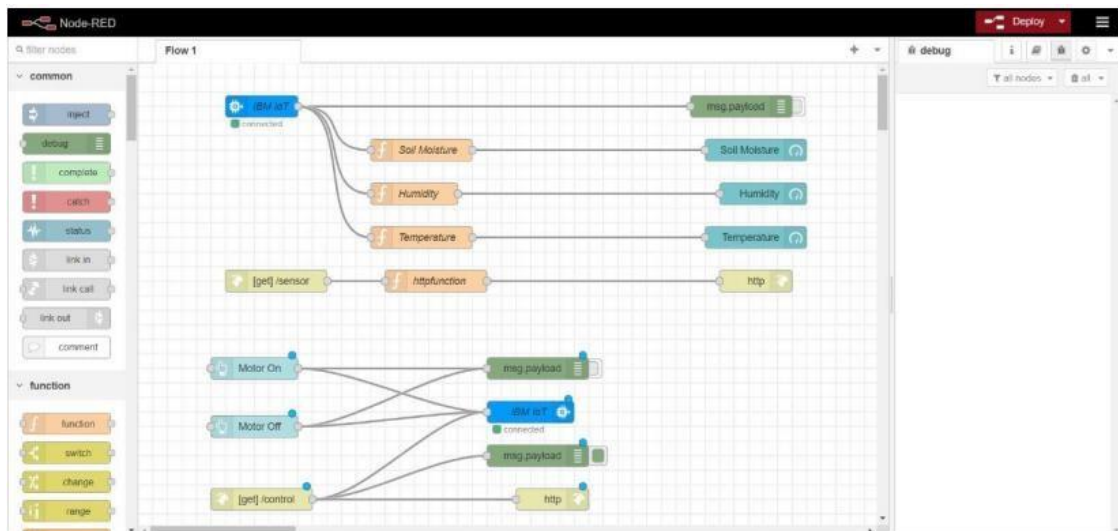 Node-RED
Deploy
filter nodes
Flow 1
debug
all nodes
all
common
inject
debug
complete
catch
status
link in
link call
link out
comment
function
function
switch
change
range
IBM IoT
connected
msg.payload
Soil Moisture
Soil Moisture
Humidity
Humidity
Temperature
Temperature
[get] /sensor
httpfunction
http
Motor On
msg.payload
IBM IoT
connected
Motor Off
msg.payload
[get] /control
http